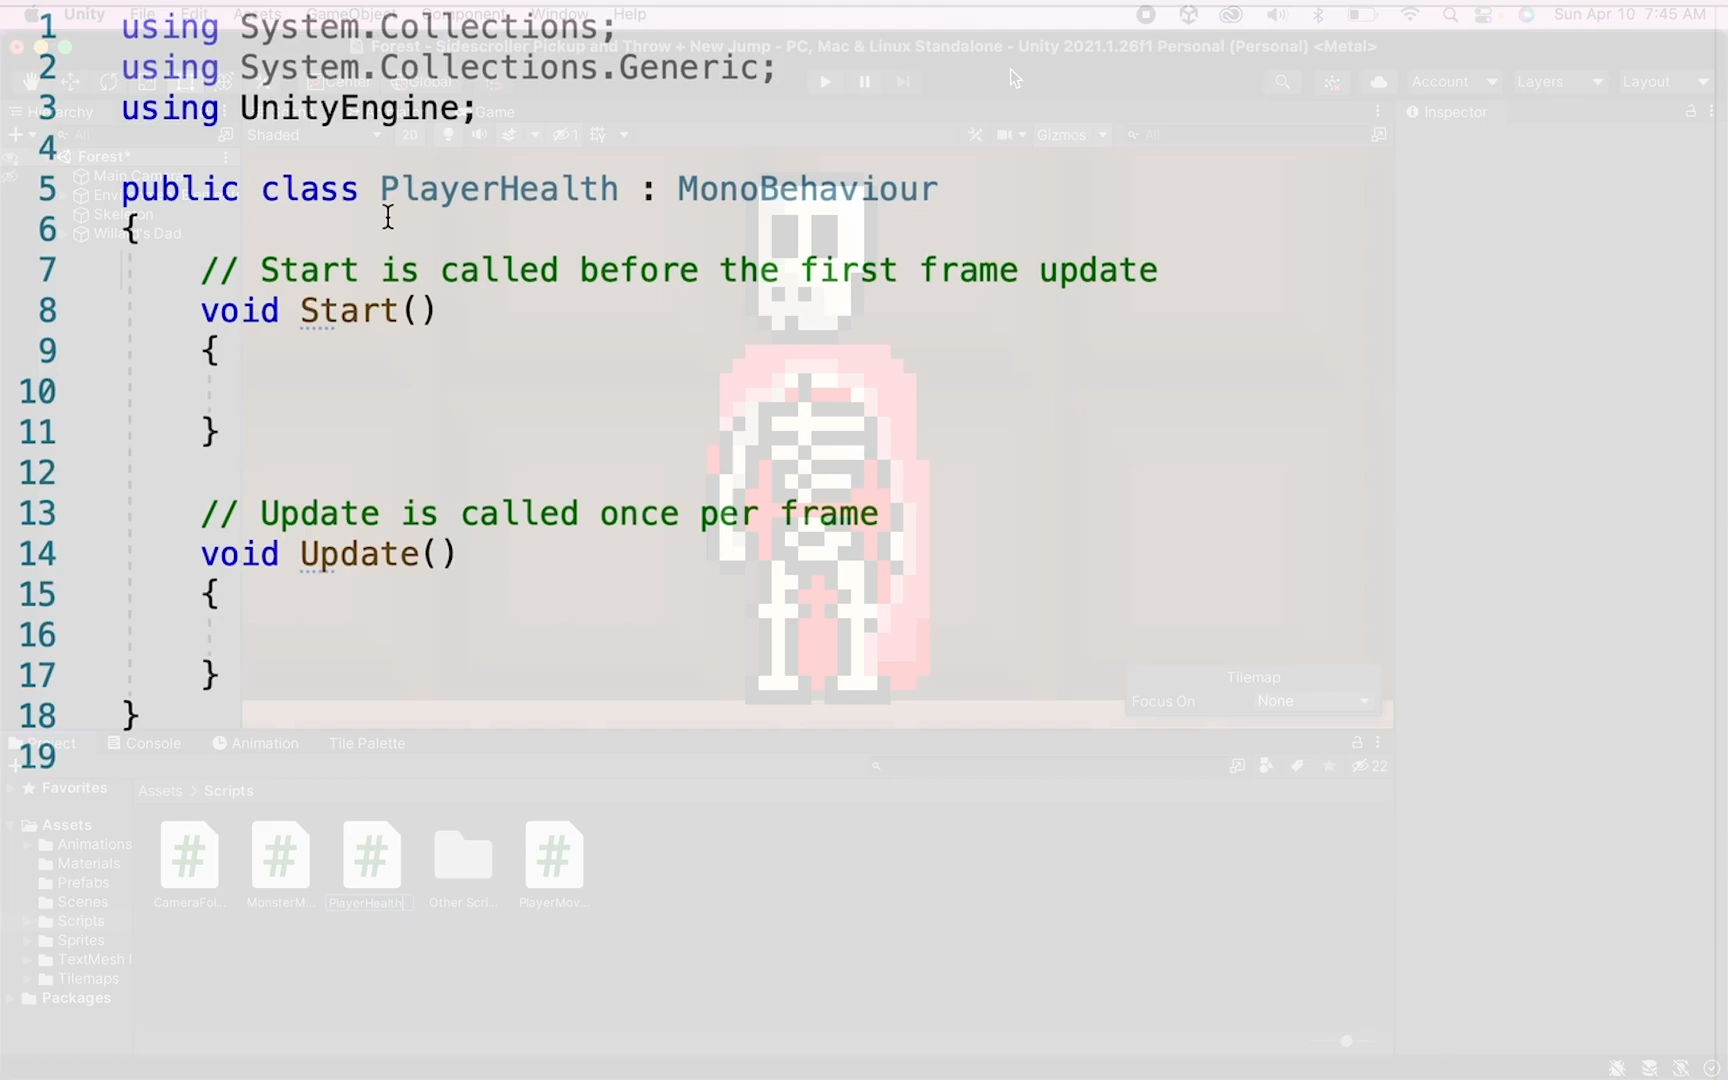 Unity File Edit Assets GameObject Component Window Help Sun Apr 10 7:45 AM
Forest - Sidescroller Pickup and Throw + New Jump - PC, Mac & Linux Standalone - Unity 2021.1.26f1 Personal (Personal) <Metal>
Center Global Account Layers Layout
Hierarchy Game Inspector
All Shaded 2D 1 Gizmos All
Forest*
Main Camera
Skeleton
Willard's Dad
1 using System.Collections;
2 using System.Collections.Generic;
3 using UnityEngine;
4
5 public class PlayerHealth : MonoBehaviour
6 {
7 // Start is called before the first frame update
8 void Start()
9 {
10
11 }
12
13 // Update is called once per frame
14 void Update()
15 {
16
17 }
18 }
19
Tilemap
Focus On None
Project Console Animation Tile Palette
22
Favorites
Assets
Animations
Materials
Prefabs
Scenes
Scripts
Sprites
TextMesh
Tilemaps
Packages
Assets > Scripts
# # # #
CameraFol... MonsterM... PlayerHealth Other Scri... PlayerMov...